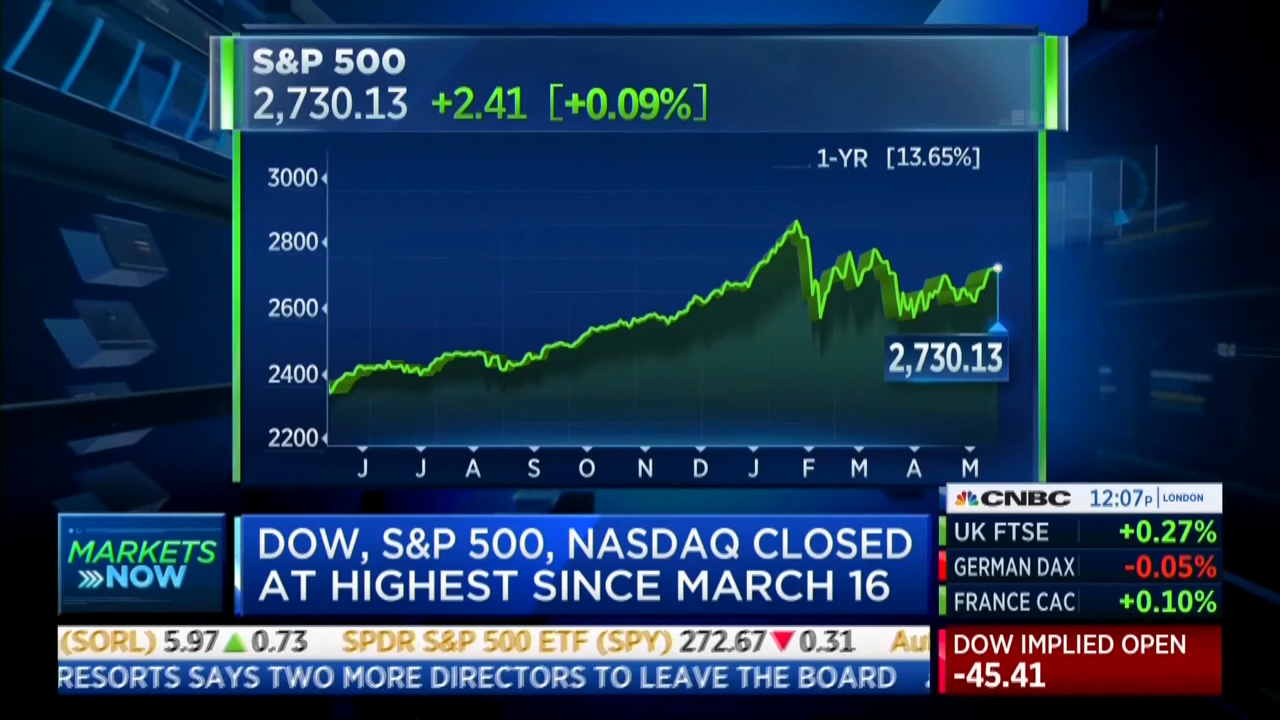 S&P 500
2,730.13 +2.41 [+0.09%]
1-YR [13.65%]
3000
2800
2600
2400
2200
2,730.13
J J A S O N D J F M A M
CNBC 12:07P LONDON
MARKETS
NOW
DOW, S&P 500, NASDAQ CLOSED
AT HIGHEST SINCE MARCH 16
UK FTSE +0.27%
GERMAN DAX -0.05%
FRANCE CAC +0.10%
(SORL) 5.97 ▲ 0.73 SPDR S&P 500 ETF (SPY) 272.67 ▼ 0.31 Au
RESORTS SAYS TWO MORE DIRECTORS TO LEAVE THE BOARD
DOW IMPLIED OPEN
-45.41